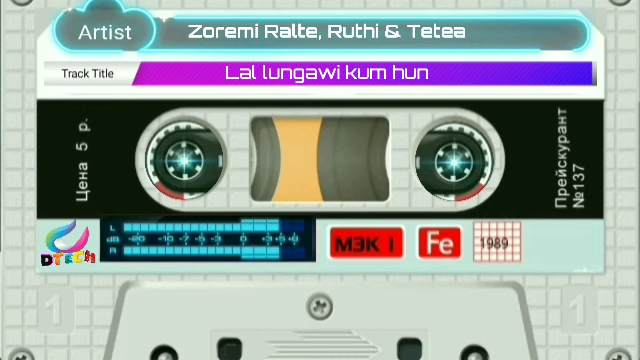 Artist
Zoremi Ralte, Ruthi & Tetea
Track Title
Lal lungawi kum hun
Цена 5 р.
Прейскурант
№137
DTECH
L
dB -20 -10 -7 -5 -3 0 +3 +5 +8
R
МЭК I
Fe
1989
1
1